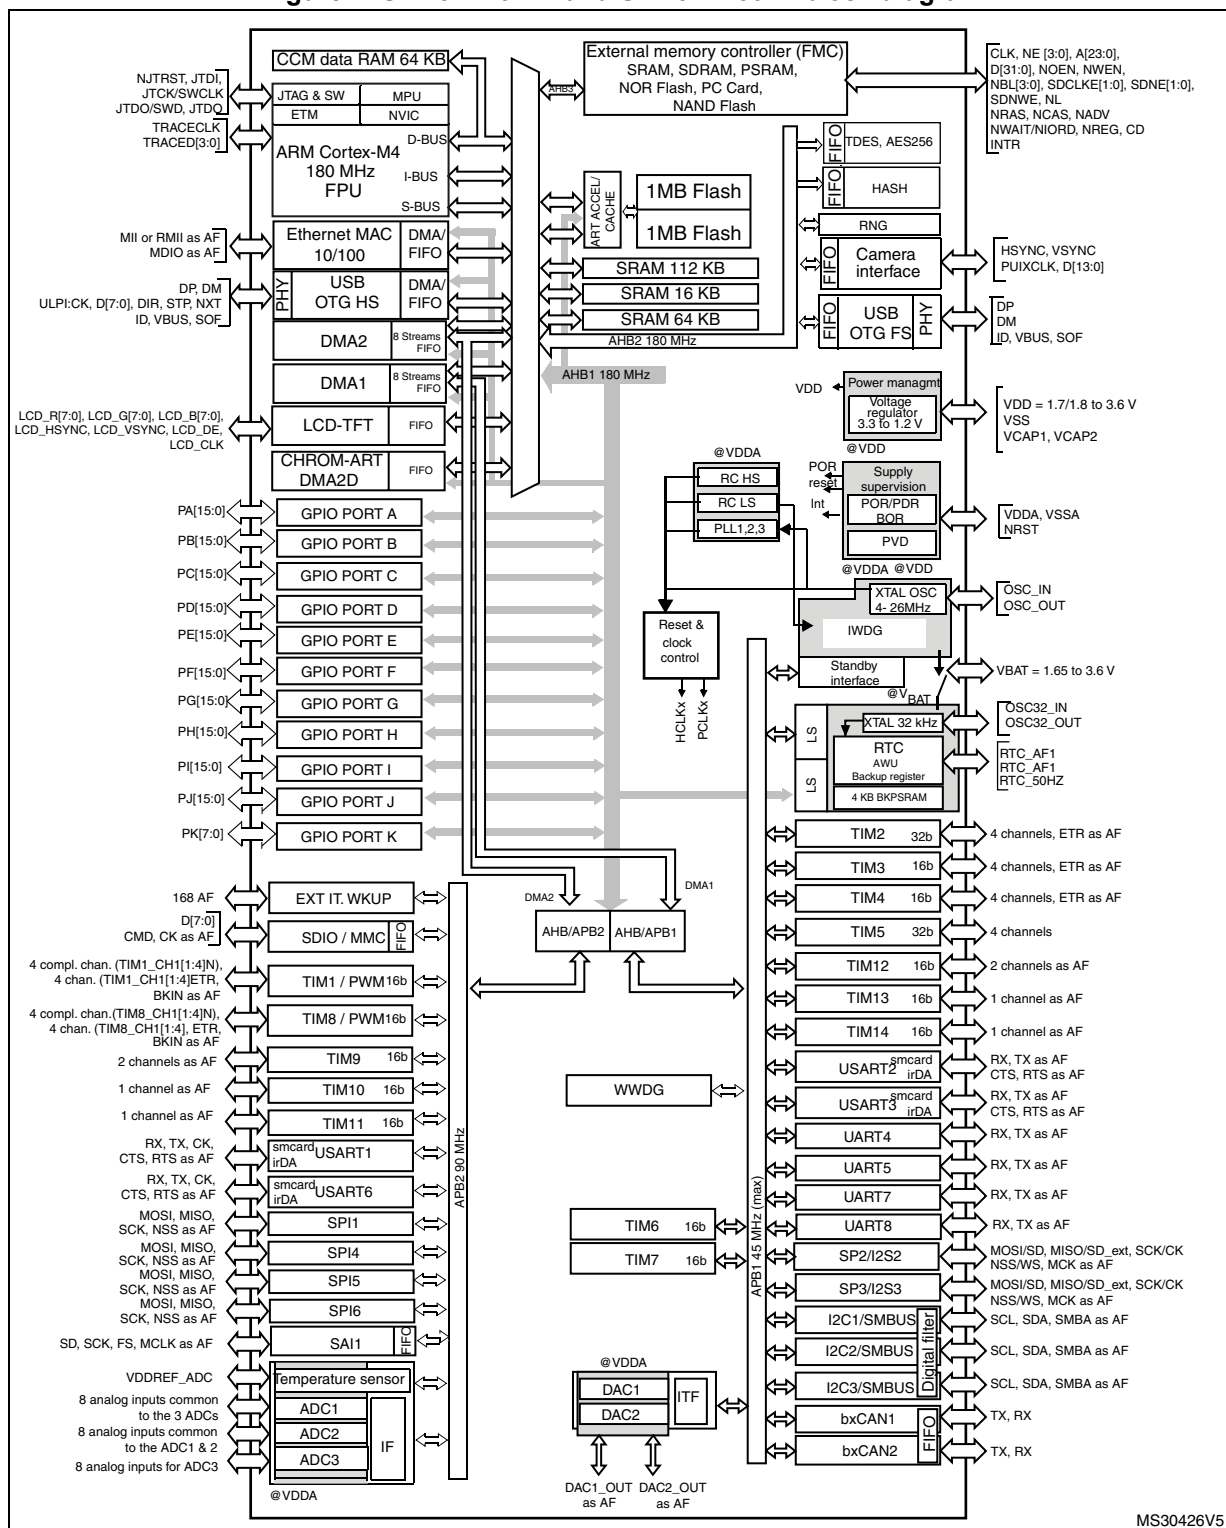 CCM data RAM 64 KB
External memory controller (FMC)
SRAM, SDRAM, PSRAM,
NOR Flash, PC Card,
NAND Flash
AHB3
CLK, NE [3:0], A[23:0],
D[31:0], NOEN, NWEN,
NBL[3:0], SDCLKE[1:0], SDNE[1:0],
SDNWE, NL
NRAS, NCAS, NADV
NWAIT/NIORD, NREG, CD
INTR
NJTRST, JTDI,
JTCK/SWCLK
JTDO/SWD, JTDO
TRACECLK
TRACED[3:0]
JTAG & SW
MPU
ETM
NVIC
ARM Cortex-M4
180 MHz
FPU
D-BUS
I-BUS
S-BUS
ART ACCEL/
CACHE
1MB Flash
1MB Flash
FIFO
TDES, AES256
FIFO
HASH
RNG
FIFO
Camera
interface
HSYNC, VSYNC
PUIXCLK, D[13:0]
FIFO
USB
OTG FS
PHY
DP
DM
ID, VBUS, SOF
SRAM 112 KB
SRAM 16 KB
SRAM 64 KB
AHB2 180 MHz
AHB1 180 MHz
MII or RMII as AF
MDIO as AF
Ethernet MAC
10/100
DMA/
FIFO
DP, DM
ULPI:CK, D[7:0], DIR, STP, NXT
ID, VBUS, SOF
PHY
USB
OTG HS
DMA/
FIFO
DMA2
8 Streams
FIFO
DMA1
8 Streams
FIFO
LCD_R[7:0], LCD_G[7:0], LCD_B[7:0],
LCD_HSYNC, LCD_VSYNC, LCD_DE,
LCD_CLK
LCD-TFT
FIFO
CHROM-ART
DMA2D
FIFO
VDD
Power managmt
Voltage
regulator
3.3 to 1.2 V
@VDD
VDD = 1.7/1.8 to 3.6 V
VSS
VCAP1, VCAP2
@VDDA
RC HS
RC LS
PLL1,2,3
POR
reset
Int
Supply
supervision
POR/PDR
BOR
PVD
@VDDA @VDD
VDDA, VSSA
NRST
XTAL OSC
4- 26MHz
OSC_IN
OSC_OUT
IWDG
Standby
interface
VBAT = 1.65 to 3.6 V
@VBAT
Reset &
clock
control
HCLKx
PCLKx
LS
LS
XTAL 32 kHz
RTC
AWU
Backup register
4 KB BKPSRAM
OSC32_IN
OSC32_OUT
RTC_AF1
RTC_AF1
RTC_50HZ
PA[15:0]
GPIO PORT A
PB[15:0]
GPIO PORT B
PC[15:0]
GPIO PORT C
PD[15:0]
GPIO PORT D
PE[15:0]
GPIO PORT E
PF[15:0]
GPIO PORT F
PG[15:0]
GPIO PORT G
PH[15:0]
GPIO PORT H
PI[15:0]
GPIO PORT I
PJ[15:0]
GPIO PORT J
PK[7:0]
GPIO PORT K
DMA2
DMA1
AHB/APB2
AHB/APB1
168 AF
EXT IT. WKUP
D[7:0]
CMD, CK as AF
SDIO / MMC
FIFO
4 compl. chan. (TIM1_CH1[1:4]N),
4 chan. (TIM1_CH1[1:4]ETR,
BKIN as AF
TIM1 / PWM 16b
4 compl. chan.(TIM8_CH1[1:4]N),
4 chan. (TIM8_CH1[1:4], ETR,
BKIN as AF
TIM8 / PWM 16b
2 channels as AF
TIM9 16b
1 channel as AF
TIM10 16b
1 channel as AF
TIM11 16b
RX, TX, CK,
CTS, RTS as AF
smcard
irDA
USART1
RX, TX, CK,
CTS, RTS as AF
smcard
irDA
USART6
MOSI, MISO,
SCK, NSS as AF
SPI1
MOSI, MISO,
SCK, NSS as AF
SPI4
MOSI, MISO,
SCK, NSS as AF
SPI5
MOSI, MISO,
SCK, NSS as AF
SPI6
SD, SCK, FS, MCLK as AF
SAI1
FIFO
VDDREF_ADC
Temperature sensor
8 analog inputs common
to the 3 ADCs
8 analog inputs common
to the ADC1 & 2
8 analog inputs for ADC3
ADC1
ADC2
ADC3
IF
@VDDA
APB2 90 MHz
WWDG
TIM6 16b
TIM7 16b
@VDDA
DAC1
DAC2
ITF
DAC1_OUT
as AF
DAC2_OUT
as AF
APB1 45 MHz (max)
TIM2 32b
4 channels, ETR as AF
TIM3 16b
4 channels, ETR as AF
TIM4 16b
4 channels, ETR as AF
TIM5 32b
4 channels
TIM12 16b
2 channels as AF
TIM13 16b
1 channel as AF
TIM14 16b
1 channel as AF
USART2
smcard
irDA
RX, TX as AF
CTS, RTS as AF
USART3
smcard
irDA
RX, TX as AF
CTS, RTS as AF
UART4
RX, TX as AF
UART5
RX, TX as AF
UART7
RX, TX as AF
UART8
RX, TX as AF
SP2/I2S2
MOSI/SD, MISO/SD_ext, SCK/CK
NSS/WS, MCK as AF
SP3/I2S3
MOSI/SD, MISO/SD_ext, SCK/CK
NSS/WS, MCK as AF
I2C1/SMBUS
SCL, SDA, SMBA as AF
I2C2/SMBUS
SCL, SDA, SMBA as AF
I2C3/SMBUS
SCL, SDA, SMBA as AF
Digital filter
bxCAN1
TX, RX
bxCAN2
TX, RX
FIFO
MS30426V5